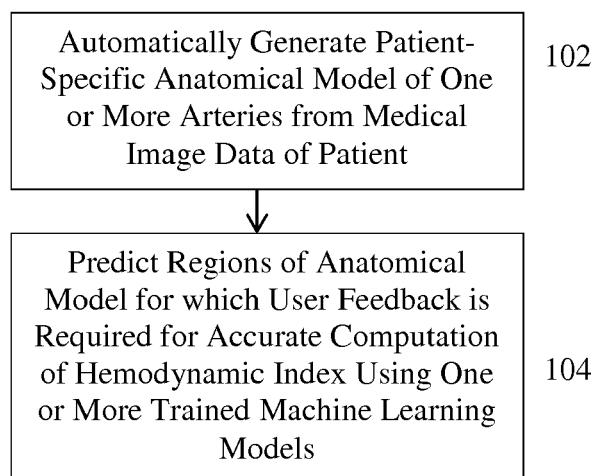 Automatically Generate Patient-
Specific Anatomical Model of One
or More Arteries from Medical
Image Data of Patient
102
Predict Regions of Anatomical
Model for which User Feedback is
Required for Accurate Computation
of Hemodynamic Index Using One
or More Trained Machine Learning
Models
104